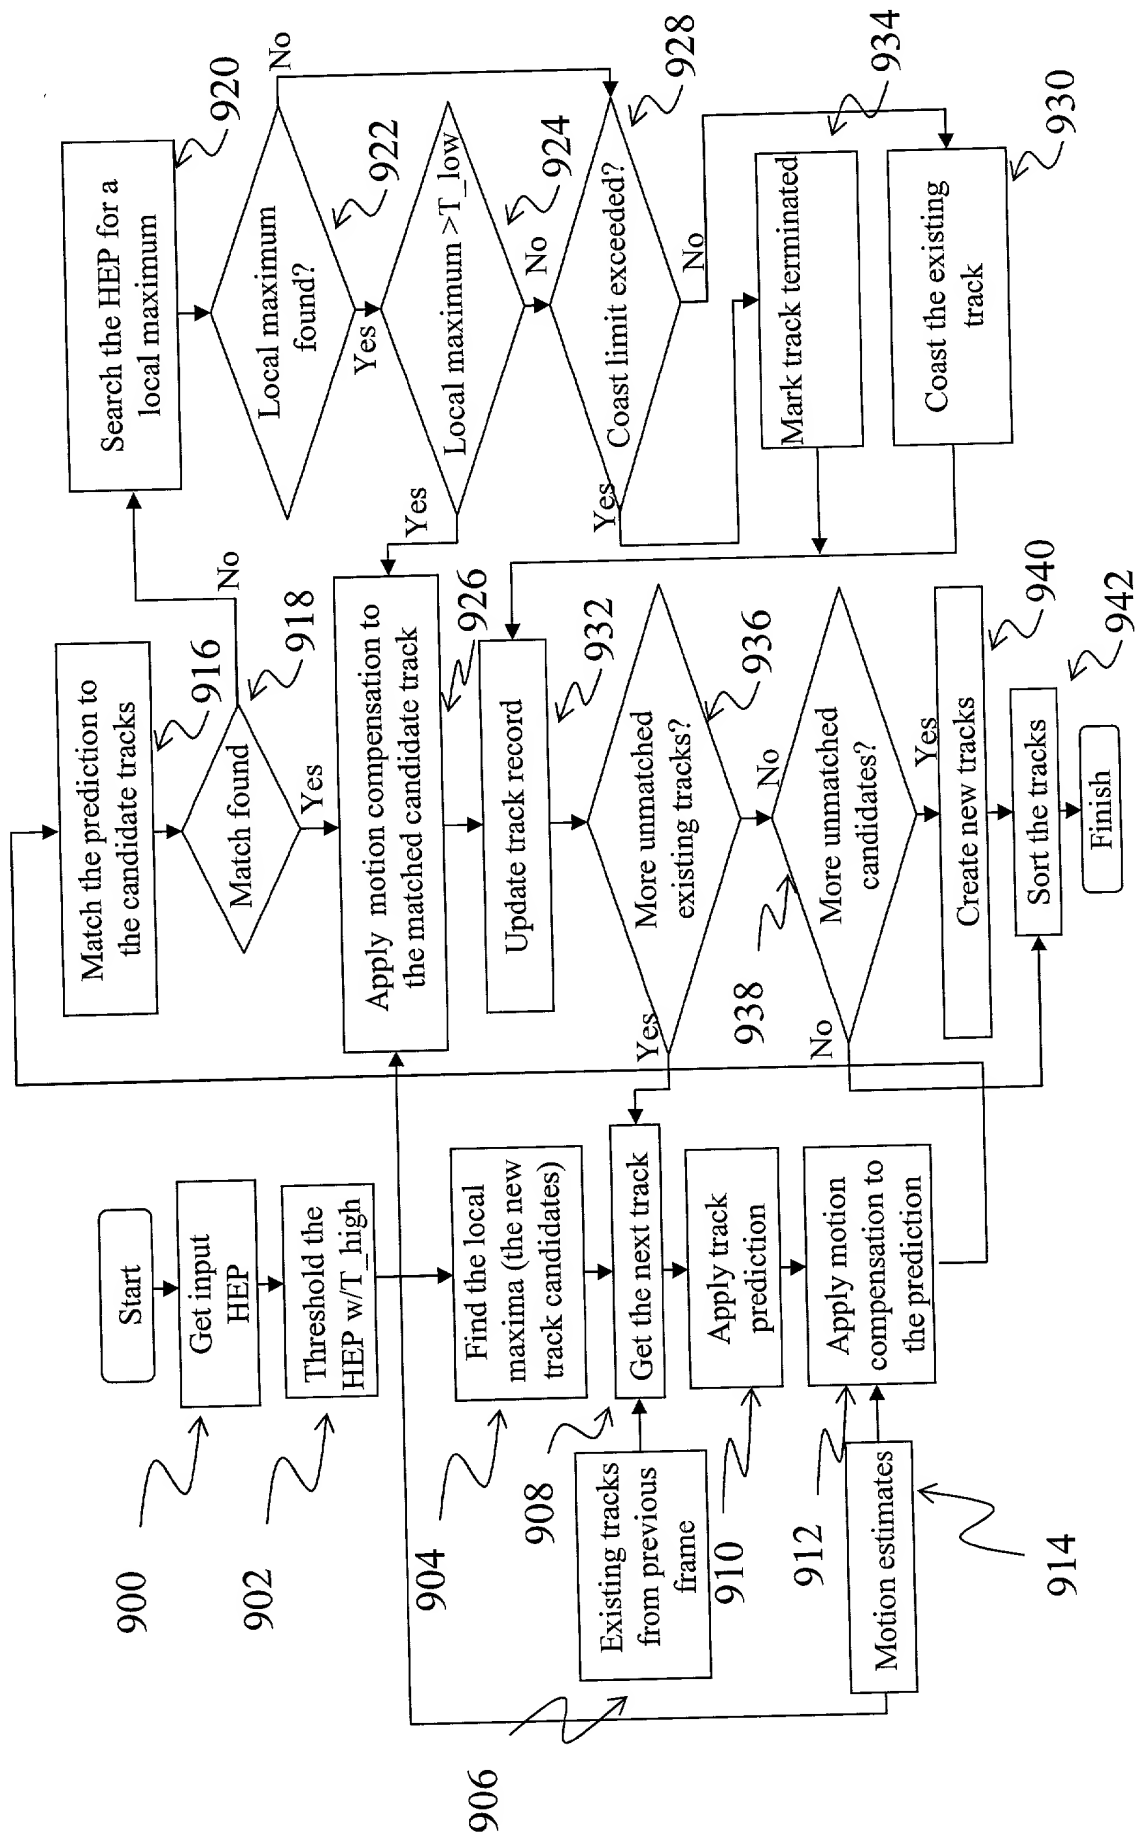 Start
Get input
HEP
Threshold the
HEP w/T_high
Find the local
maxima (the new
track candidates)
Get the next track
Apply track
prediction
Apply motion
compensation to
the prediction
Existing tracks
from previous
frame
Motion estimates
900
902
904
906
908
910
912
914
Match the prediction to
the candidate tracks
916
Match found
918
No
Yes
Apply motion compensation to
the matched candidate track
926
Update track record
932
More unmatched
existing tracks?
936
Yes
No
More unmatched
candidates?
938
No
Yes
Create new tracks
940
Sort the tracks
942
Finish
Search the HEP for a
local maximum
920
Local maximum
found?
922
No
Yes
Local maximum >T_low
924
Yes
No
Coast limit exceeded?
928
Yes
No
Mark track terminated
934
Coast the existing
track
930